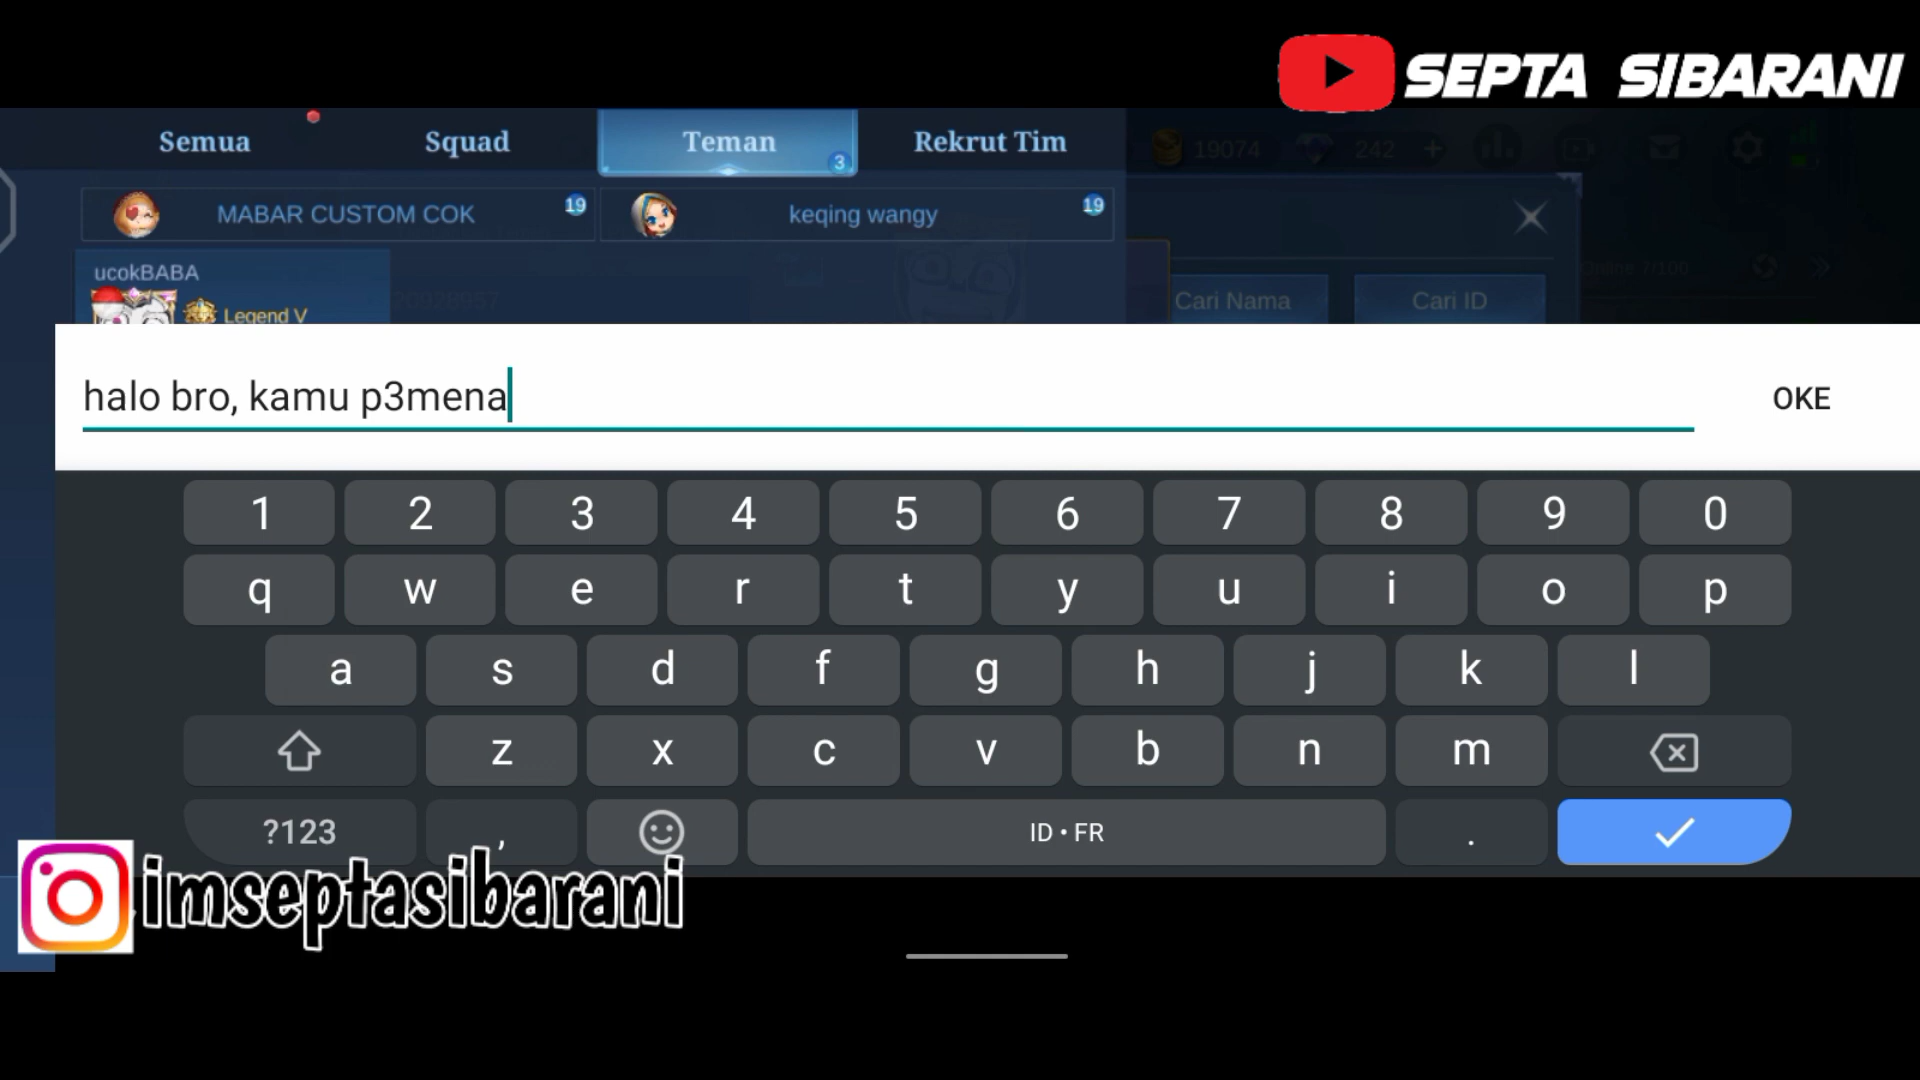 SEPTA SIBARANI
Semua
Squad
Teman
3
Rekrut Tim
19074
242
MABAR CUSTOM COK
19
keqing wangy
19
ucokBABA
Legend V
Cari Nama
Cari ID
halo bro, kamu p3mena
OKE
1 2 3 4 5 6 7 8 9 0
q w e r t y u i o p
a s d f g h j k l
z x c v b n m
?123 , ID • FR .
imseptasibarani